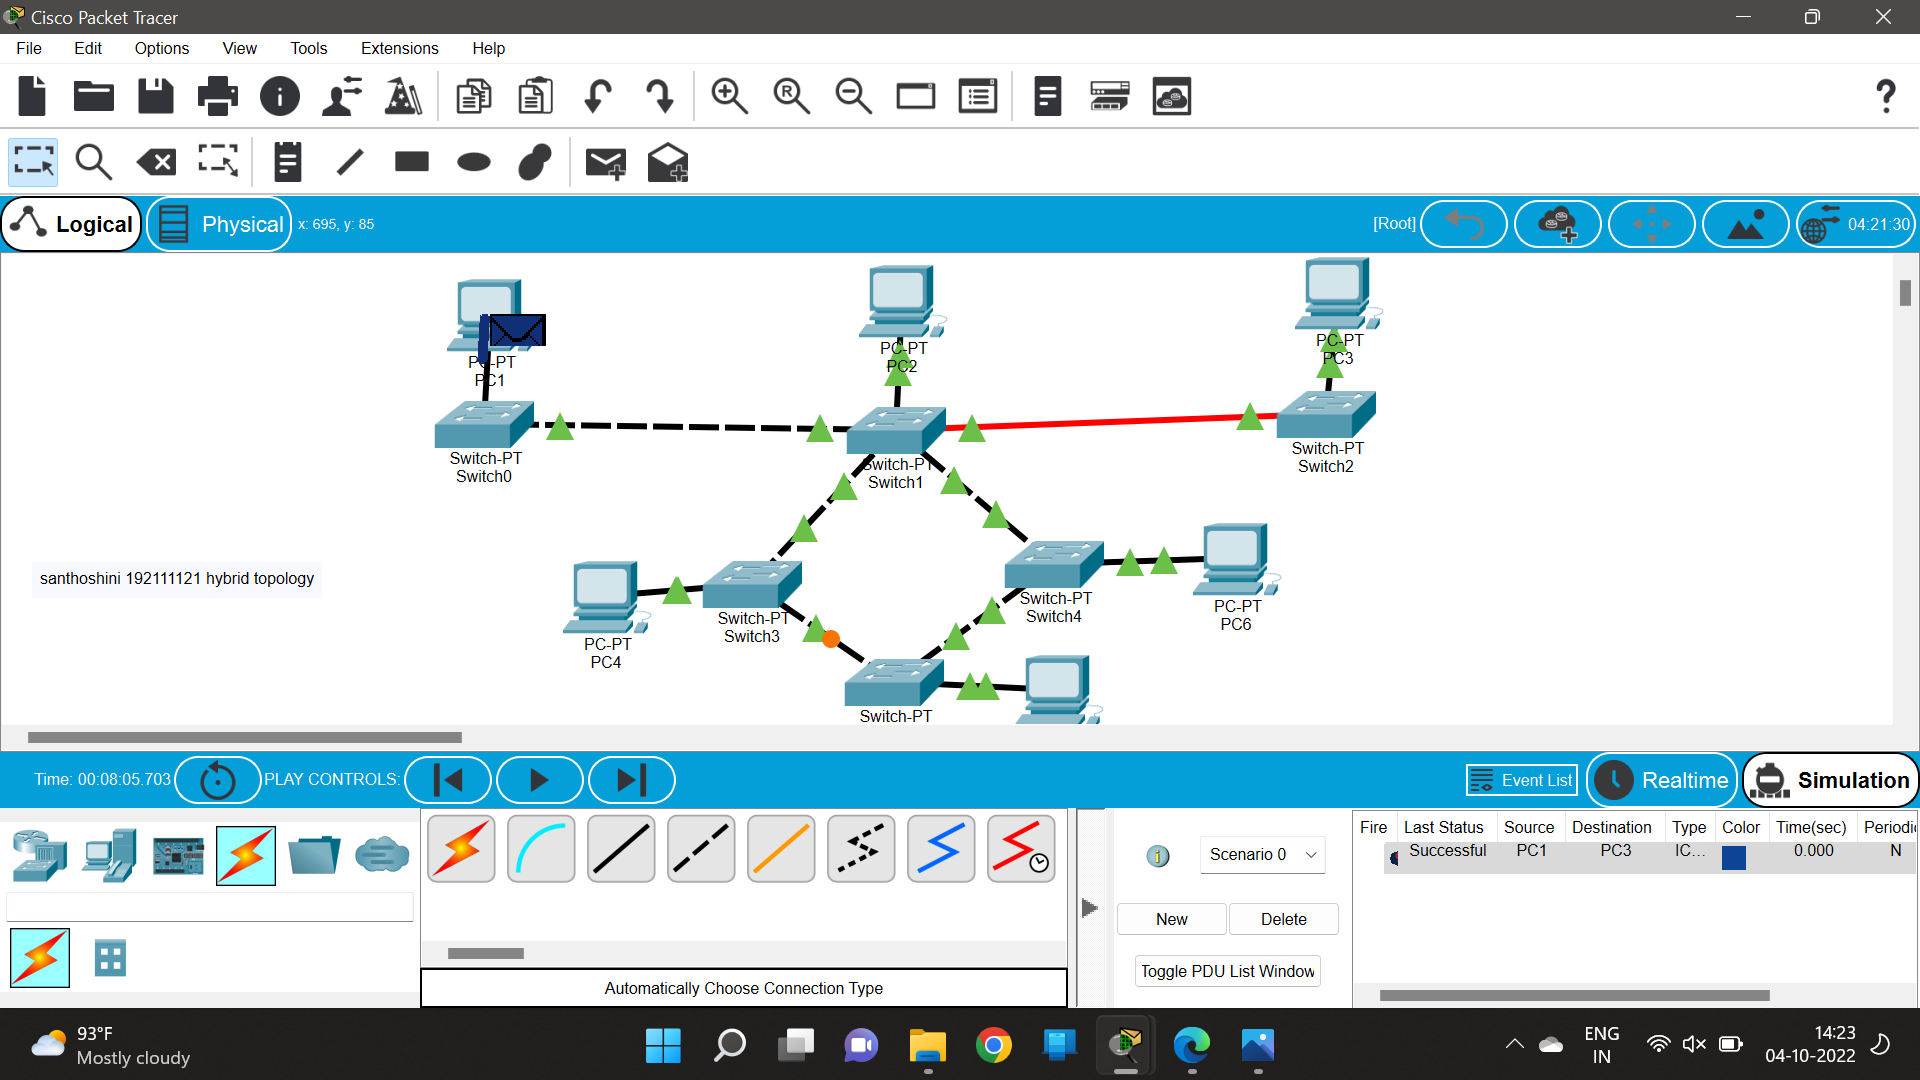 Cisco Packet Tracer
File Edit Options View Tools Extensions Help
Logical Physical x: 695, y: 85 [Root] 04:21:30
PC-PT
PC1
PC-PT
PC2
PC-PT
PC3
Switch-PT
Switch0
Switch-PT
Switch1
Switch-PT
Switch2
santhoshini 192111121 hybrid topology
PC-PT
PC4
Switch-PT
Switch3
Switch-PT
Switch4
PC-PT
PC6
Switch-PT
Time: 00:08:05.703 PLAY CONTROLS: Event List Realtime Simulation
Automatically Choose Connection Type
Scenario 0
New Delete
Toggle PDU List Window
Fire Last Status Source Destination Type Color Time(sec) Periodi
Successful PC1 PC3 IC... 0.000 N
93°F
Mostly cloudy
ENG
IN
14:23
04-10-2022